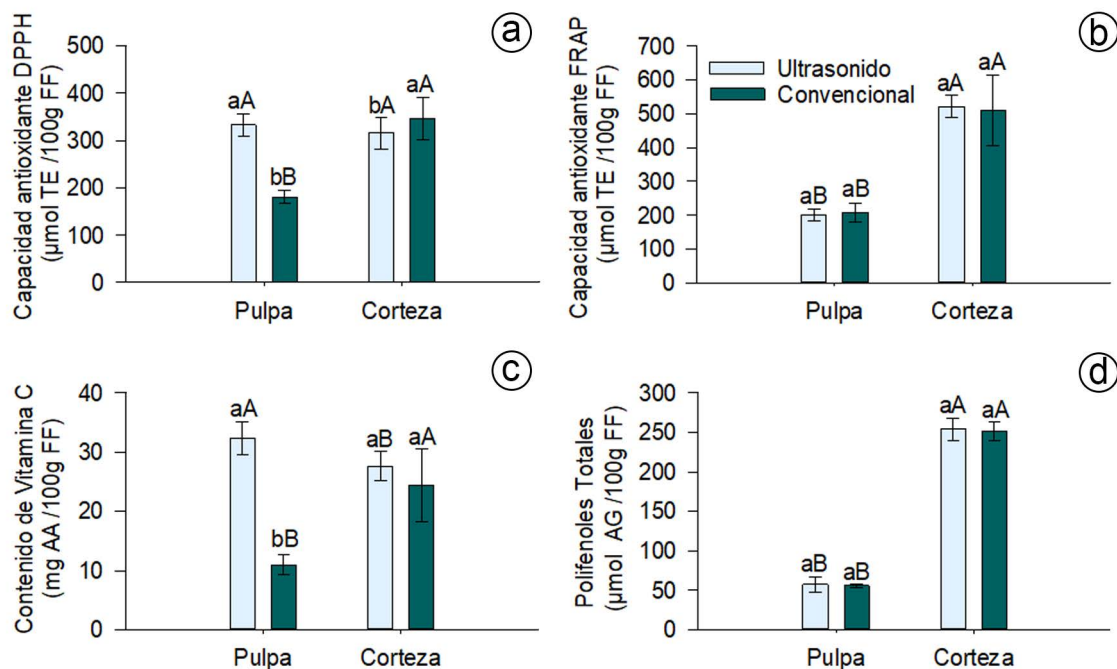 a
Capacidad antioxidante DPPH
(µmol TE /100g FF)
500
400
300
200
100
0
aA
bB
bA
aA
Pulpa
Corteza
b
Capacidad antioxidante FRAP
(µmol TE /100g FF)
700
600
500
400
300
200
100
0
Ultrasonido
Convencional
aB
aB
aA
aA
Pulpa
Corteza
c
Contenido de Vitamina C
(mg AA /100g FF)
40
30
20
10
0
aA
bB
aB
aA
Pulpa
Corteza
d
Polifenoles Totales
(µmol AG /100g FF)
300
250
200
150
100
50
0
aB
aB
aA
aA
Pulpa
Corteza